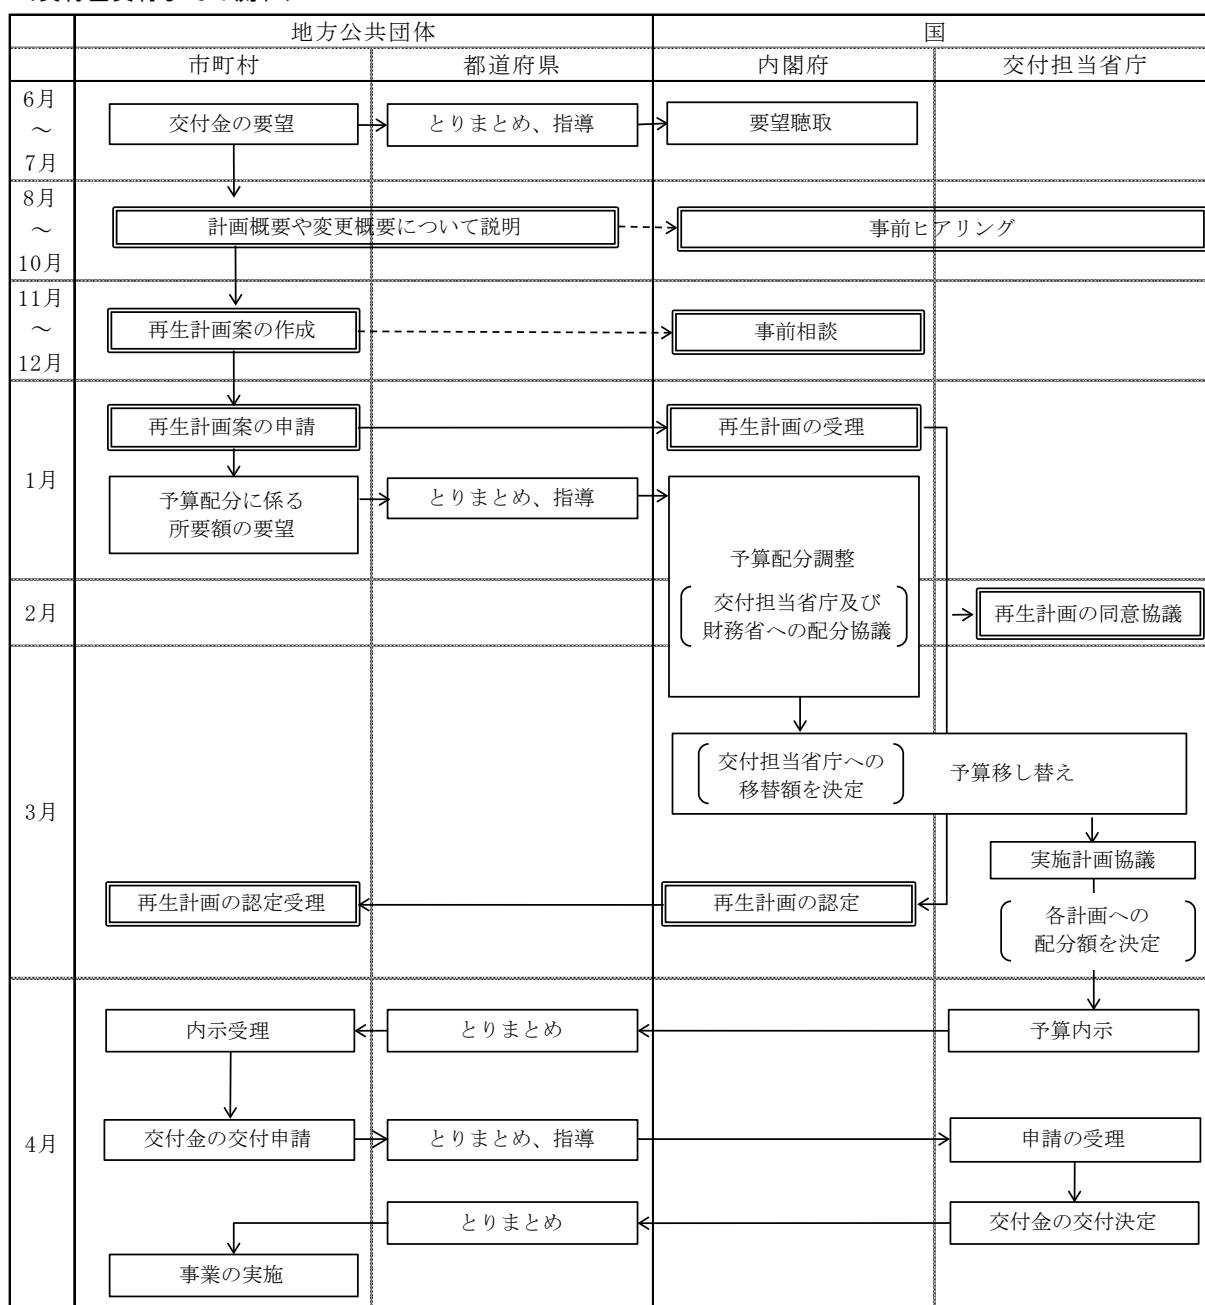 地方公共団体 国
市町村 都道府県 内閣府 交付担当省庁
6月
～
7月
交付金の要望 とりまとめ、指導 要望聴取
8月
～
10月
計画概要や変更概要について説明 事前ヒアリング
11月
～
12月
再生計画案の作成 事前相談
1月
再生計画案の申請 再生計画の受理
予算配分に係る
所要額の要望
とりまとめ、指導
予算配分調整
2月
交付担当省庁及び
財務省への配分協議
再生計画の同意協議
3月
交付担当省庁への
移替額を決定
予算移し替え
実施計画協議
再生計画の認定受理 再生計画の認定
各計画への
配分額を決定
4月
内示受理 とりまとめ 予算内示
交付金の交付申請 とりまとめ、指導 申請の受理
とりまとめ 交付金の交付決定
事業の実施